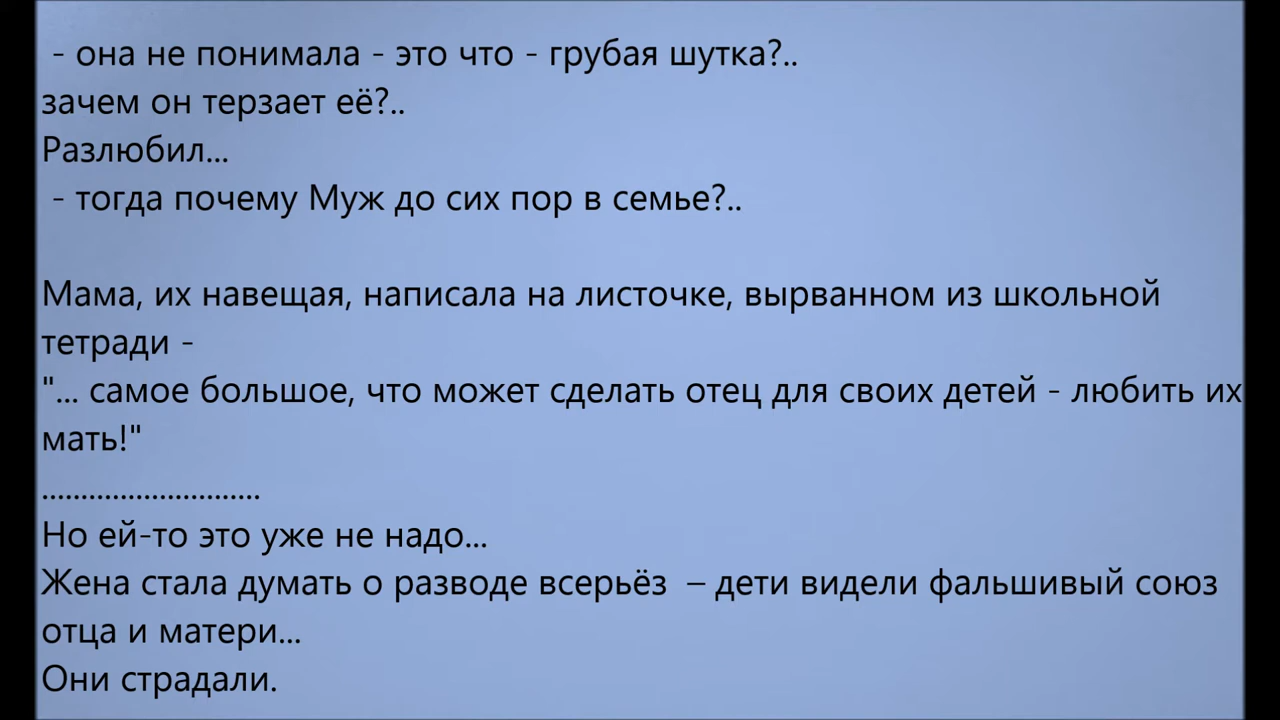 - она не понимала - это что - грубая шутка?..
зачем он терзает её?..
Разлюбил...
- тогда почему Муж до сих пор в семье?..
Мама, их навещая, написала на листочке, вырванном из школьной
тетради -
"... самое большое, что может сделать отец для своих детей - любить их
мать!"
............................
Но ей-то это уже не надо...
Жена стала думать о разводе всерьёз – дети видели фальшивый союз
отца и матери...
Они страдали.